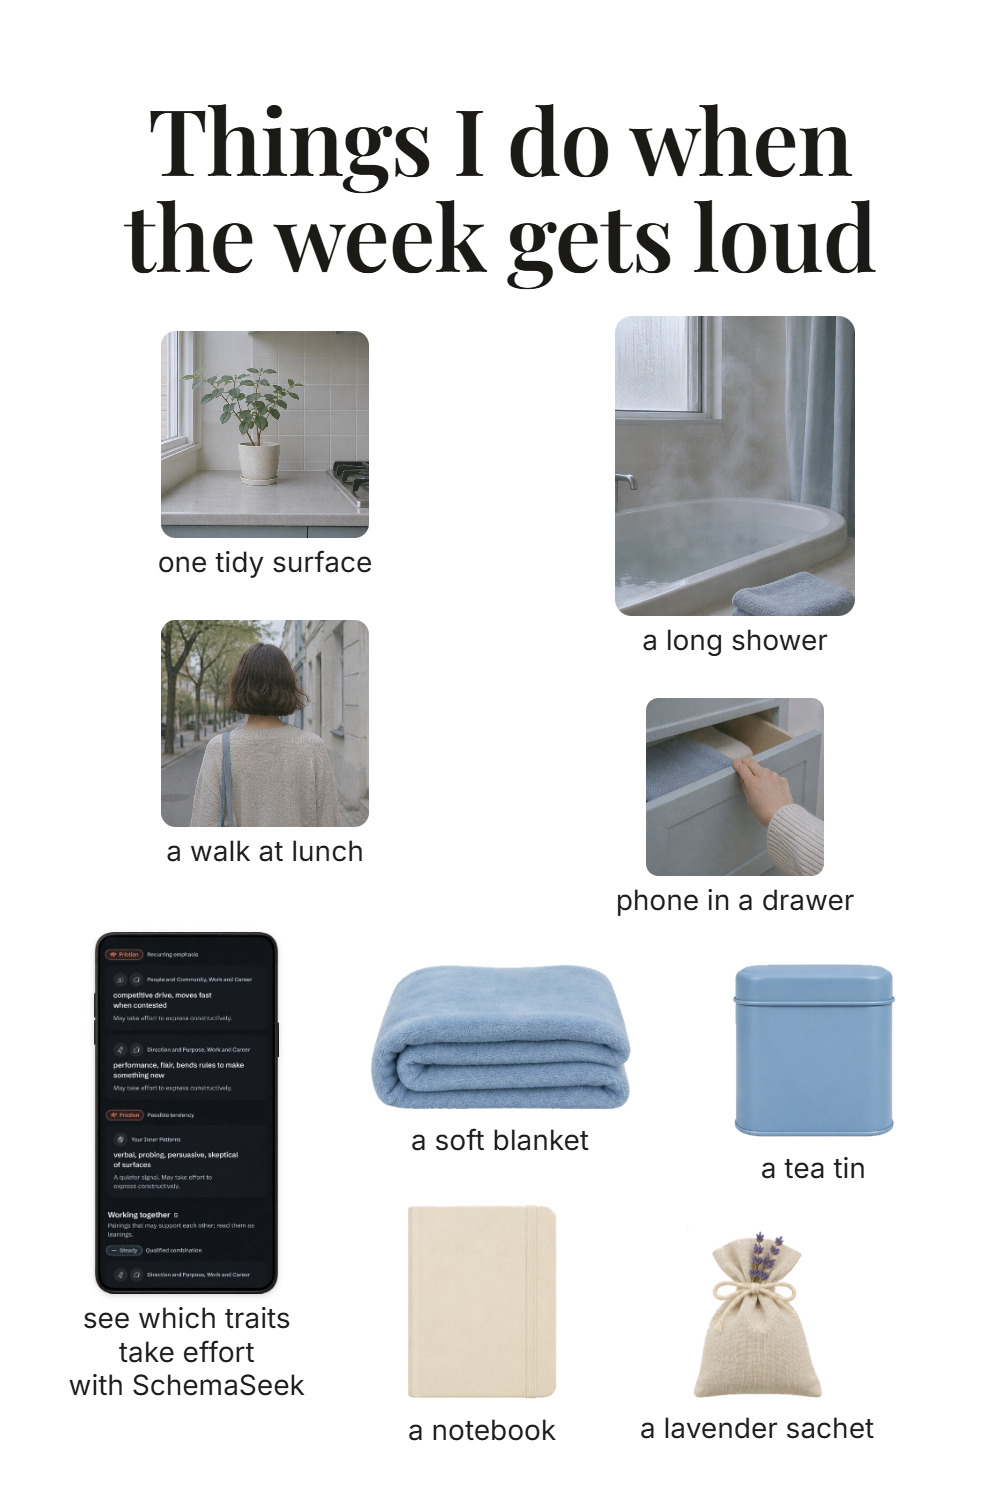 Things I do when
the week gets loud
one tidy surface
a long shower
a walk at lunch
phone in a drawer
Friction Recurring emphasis
People and Community, Work and Career
competitive drive, moves fast
when contested
May take effort to express constructively.
Direction and Purpose, Work and Career
performance, flair, bends rules to make
something new
May take effort to express constructively.
Friction Possible tendency
Your Inner Patterns
verbal, probing, persuasive, skeptical
of surfaces
A quieter signal. May take effort to
express constructively.
Working together
Pairings that may support each other; read them as
leanings.
Steady Qualified combination
Direction and Purpose, Work and Career
see which traits
take effort
with SchemaSeek
a soft blanket
a tea tin
a notebook
a lavender sachet